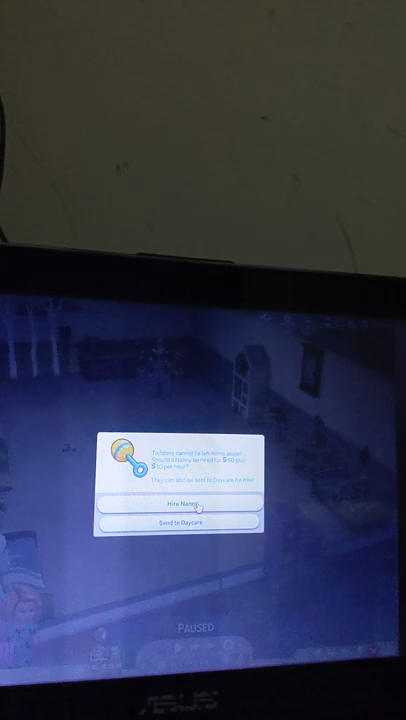 Toddlers cannot be left home alone!
Should a Nanny be hired for §60 plus
§10 per hour?
They can also be sent to Daycare for free!
Hire Nanny
Send to Daycare
PAUSED
ASUS